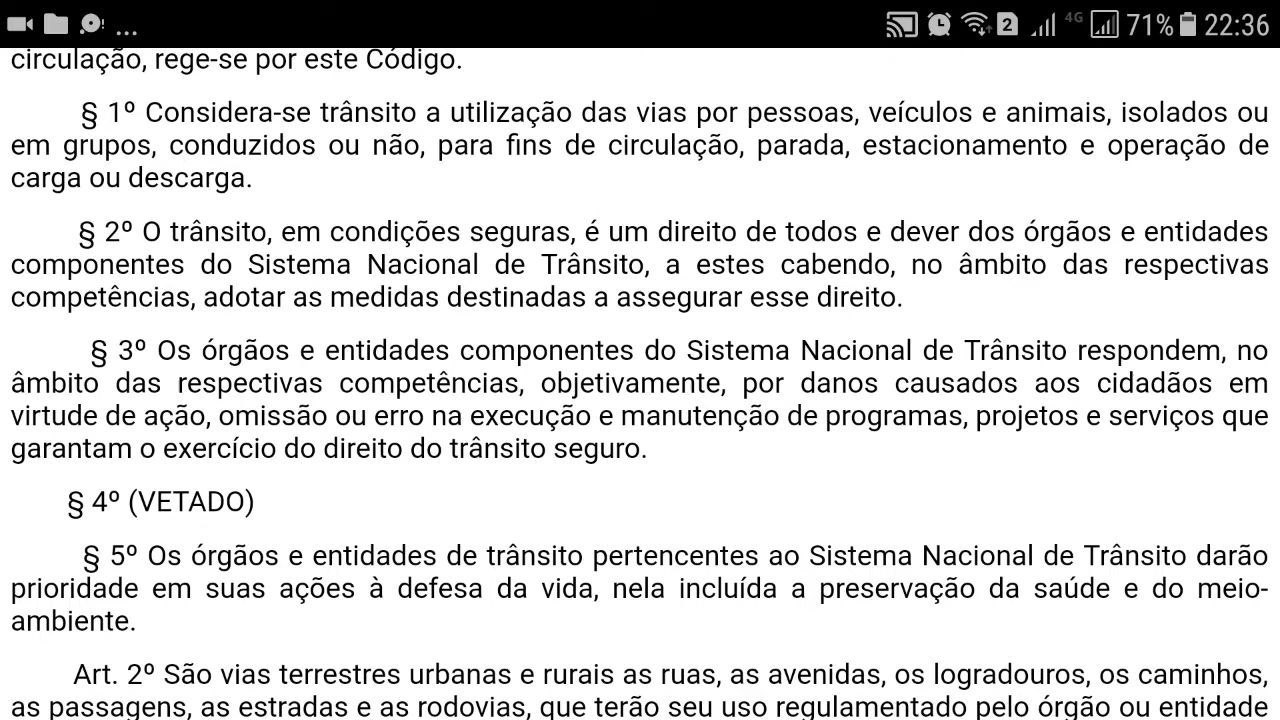 2 4G 71% 22:36
circulação, rege-se por este Código.
§ 1º Considera-se trânsito a utilização das vias por pessoas, veículos e animais, isolados ou
em grupos, conduzidos ou não, para fins de circulação, parada, estacionamento e operação de
carga ou descarga.
§ 2º O trânsito, em condições seguras, é um direito de todos e dever dos órgãos e entidades
componentes do Sistema Nacional de Trânsito, a estes cabendo, no âmbito das respectivas
competências, adotar as medidas destinadas a assegurar esse direito.
§ 3º Os órgãos e entidades componentes do Sistema Nacional de Trânsito respondem, no
âmbito das respectivas competências, objetivamente, por danos causados aos cidadãos em
virtude de ação, omissão ou erro na execução e manutenção de programas, projetos e serviços que
garantam o exercício do direito do trânsito seguro.
§ 4º (VETADO)
§ 5º Os órgãos e entidades de trânsito pertencentes ao Sistema Nacional de Trânsito darão
prioridade em suas ações à defesa da vida, nela incluída a preservação da saúde e do meio-
ambiente.
Art. 2º São vias terrestres urbanas e rurais as ruas, as avenidas, os logradouros, os caminhos,
as passagens, as estradas e as rodovias, que terão seu uso regulamentado pelo órgão ou entidade